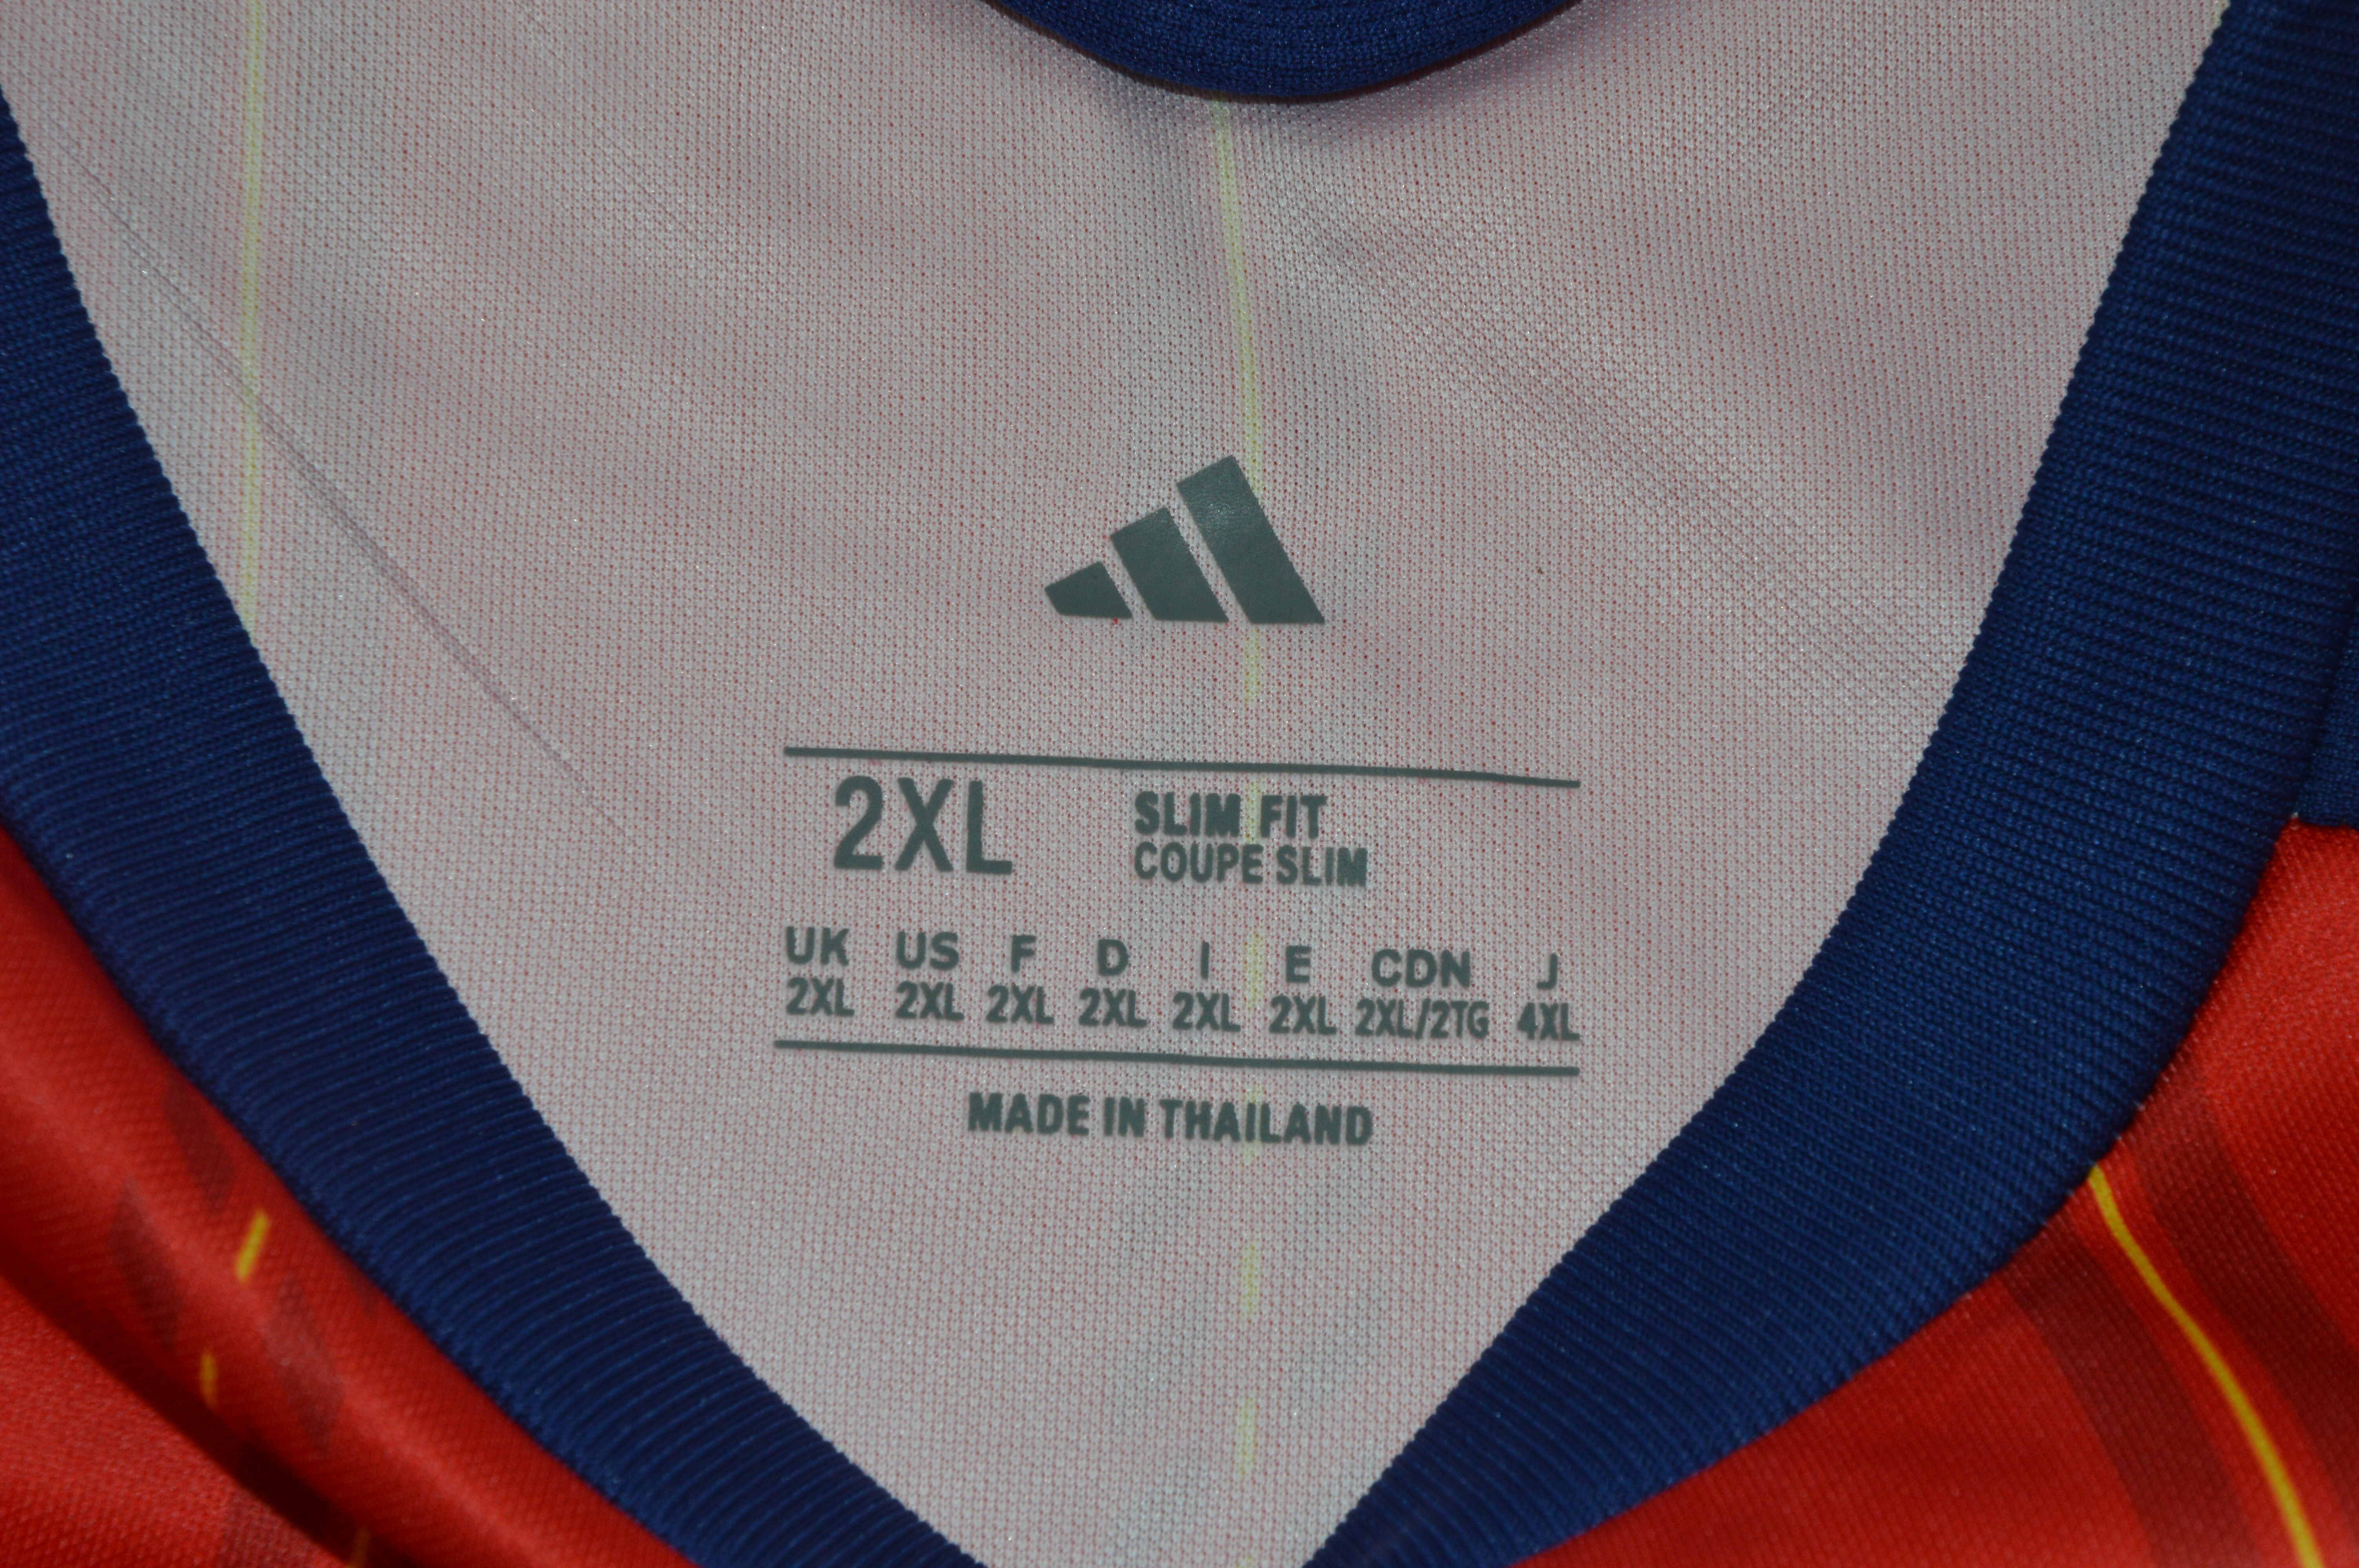 2XL
SLIM FIT
COUPE SLIM
UK US F D I E CDN J
2XL 2XL 2XL 2XL 2XL 2XL 2XL/2TG 4XL
MADE IN THAILAND